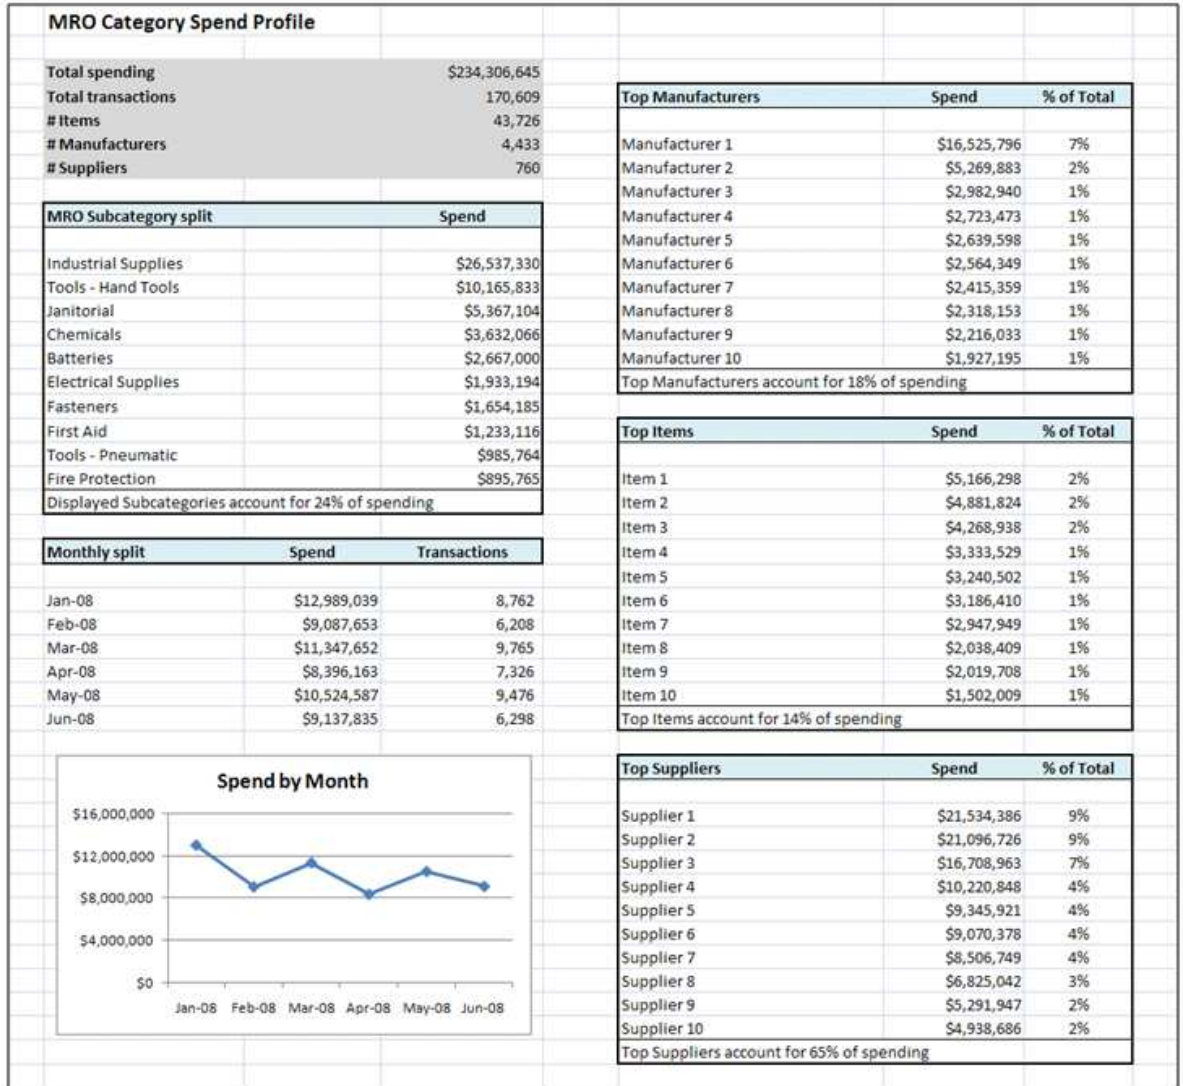 MRO Category Spend Profile
Total spending $234,306,645
Total transactions 170,609
# Items 43,726
# Manufacturers 4,433
# Suppliers 760
MRO Subcategory split Spend
Industrial Supplies $26,537,330
Tools - Hand Tools $10,165,833
Janitorial $5,367,104
Chemicals $3,632,066
Batteries $2,667,000
Electrical Supplies $1,933,194
Fasteners $1,654,185
First Aid $1,233,116
Tools - Pneumatic $985,764
Fire Protection $895,765
Displayed Subcategories account for 24% of spending
Monthly split Spend Transactions
Jan-08 $12,989,039 8,762
Feb-08 $9,087,653 6,208
Mar-08 $11,347,652 9,765
Apr-08 $8,396,163 7,326
May-08 $10,524,587 9,476
Jun-08 $9,137,835 6,298
Spend by Month
$16,000,000
$12,000,000
$8,000,000
$4,000,000
$0
Jan-08 Feb-08 Mar-08 Apr-08 May-08 Jun-08
Top Manufacturers Spend % of Total
Manufacturer 1 $16,525,796 7%
Manufacturer 2 $5,269,883 2%
Manufacturer 3 $2,982,940 1%
Manufacturer 4 $2,723,473 1%
Manufacturer 5 $2,639,598 1%
Manufacturer 6 $2,564,349 1%
Manufacturer 7 $2,415,359 1%
Manufacturer 8 $2,318,153 1%
Manufacturer 9 $2,216,033 1%
Manufacturer 10 $1,927,195 1%
Top Manufacturers account for 18% of spending
Top Items Spend % of Total
Item 1 $5,166,298 2%
Item 2 $4,881,824 2%
Item 3 $4,268,938 2%
Item 4 $3,333,529 1%
Item 5 $3,240,502 1%
Item 6 $3,186,410 1%
Item 7 $2,947,949 1%
Item 8 $2,038,409 1%
Item 9 $2,019,708 1%
Item 10 $1,502,009 1%
Top Items account for 14% of spending
Top Suppliers Spend % of Total
Supplier 1 $21,534,386 9%
Supplier 2 $21,096,726 9%
Supplier 3 $16,708,963 7%
Supplier 4 $10,220,848 4%
Supplier 5 $9,345,921 4%
Supplier 6 $9,070,378 4%
Supplier 7 $8,506,749 4%
Supplier 8 $6,825,042 3%
Supplier 9 $5,291,947 2%
Supplier 10 $4,938,686 2%
Top Suppliers account for 65% of spending